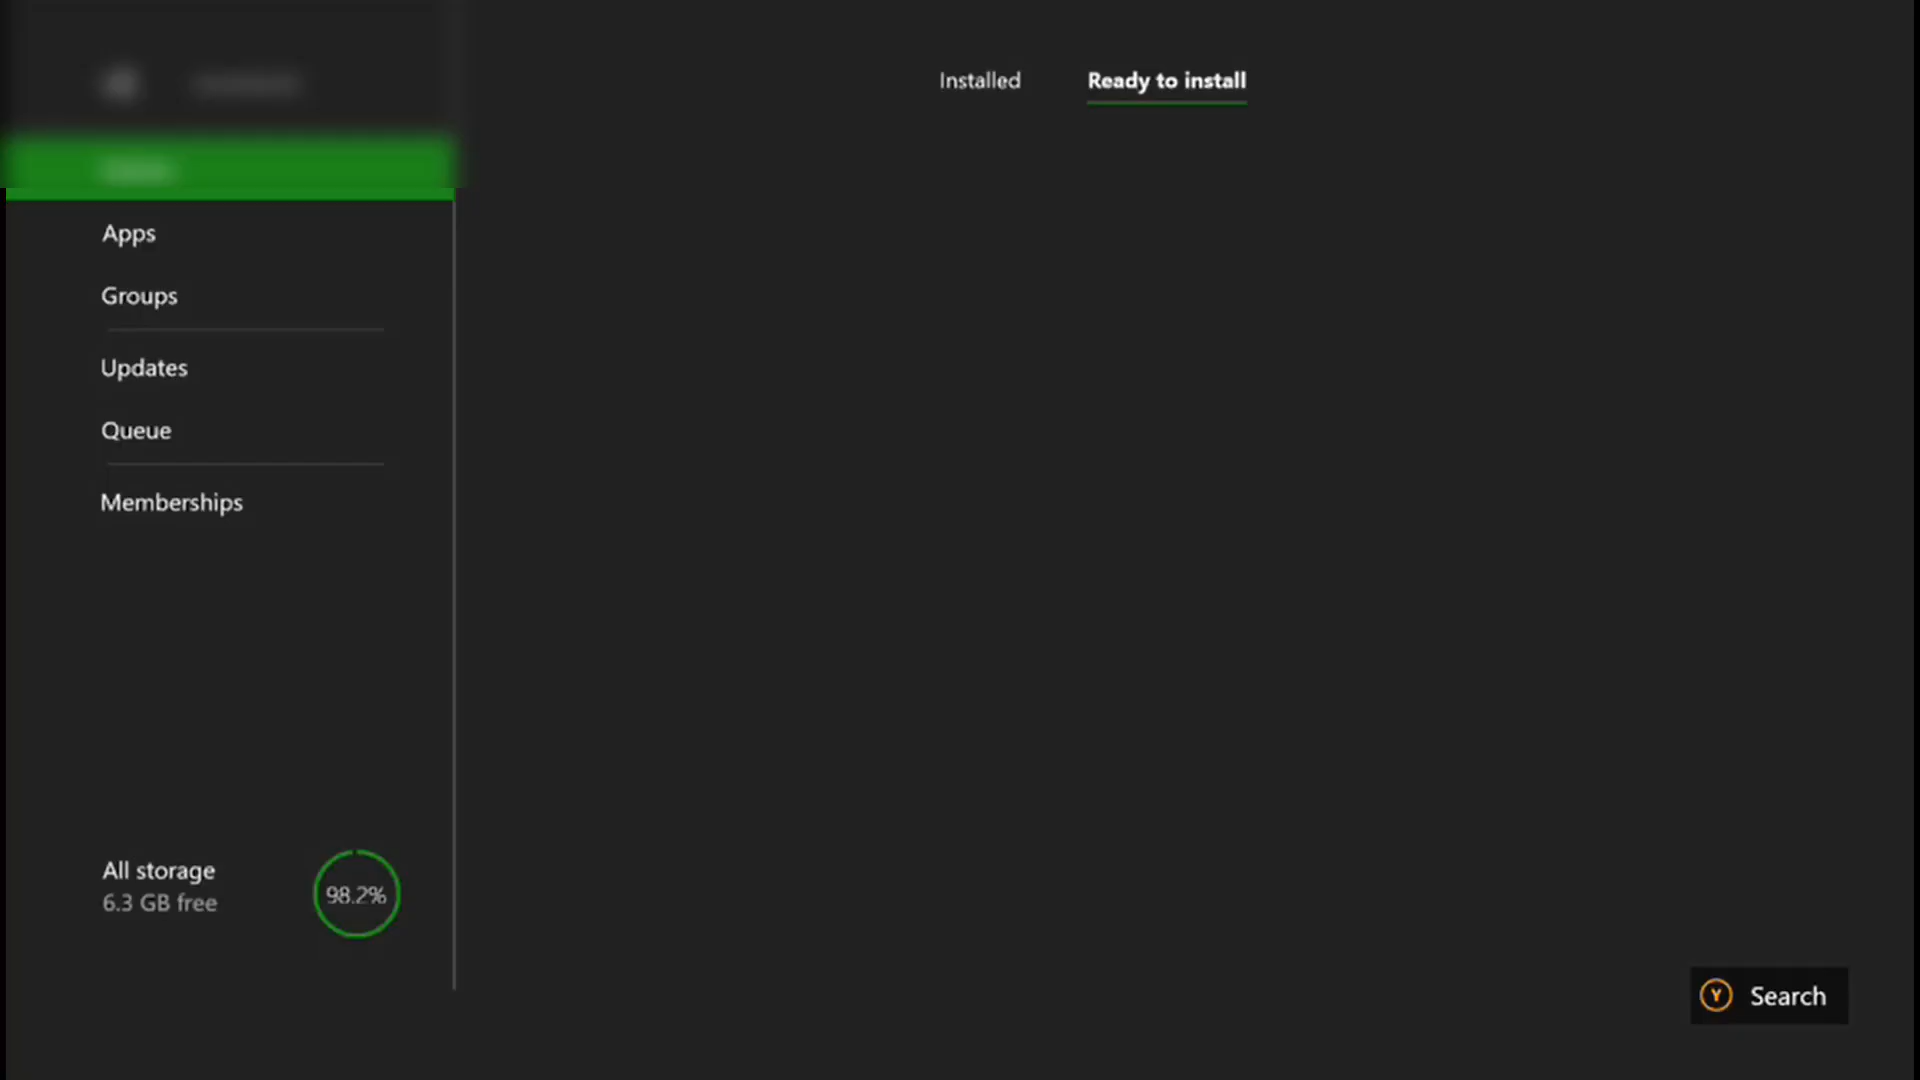 Installed
Ready to install
Apps
Groups
Updates
Queue
Memberships
All storage
6.3 GB free
98.2%
Y Search